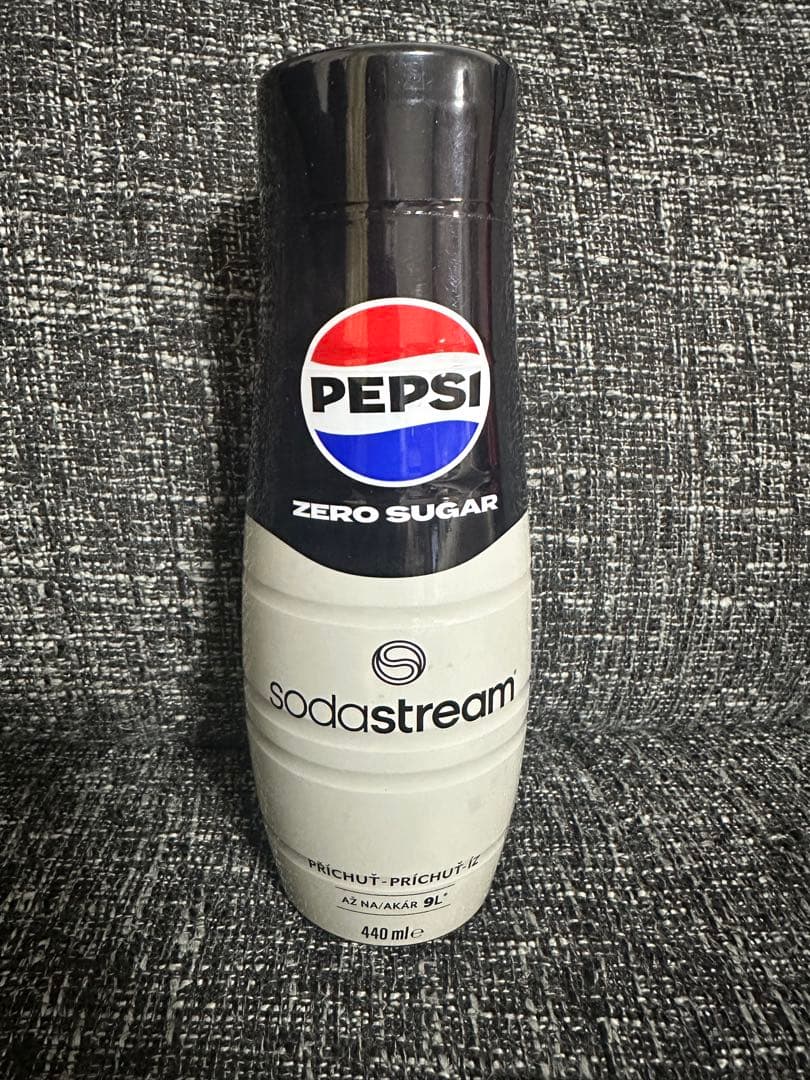 PEPSI
ZERO SUGAR
sodastream®
PŘÍCHUŤ-PRÍCHUŤ-ÍZ
AŽ NA/AKÁR 9L*
440 ml ℮